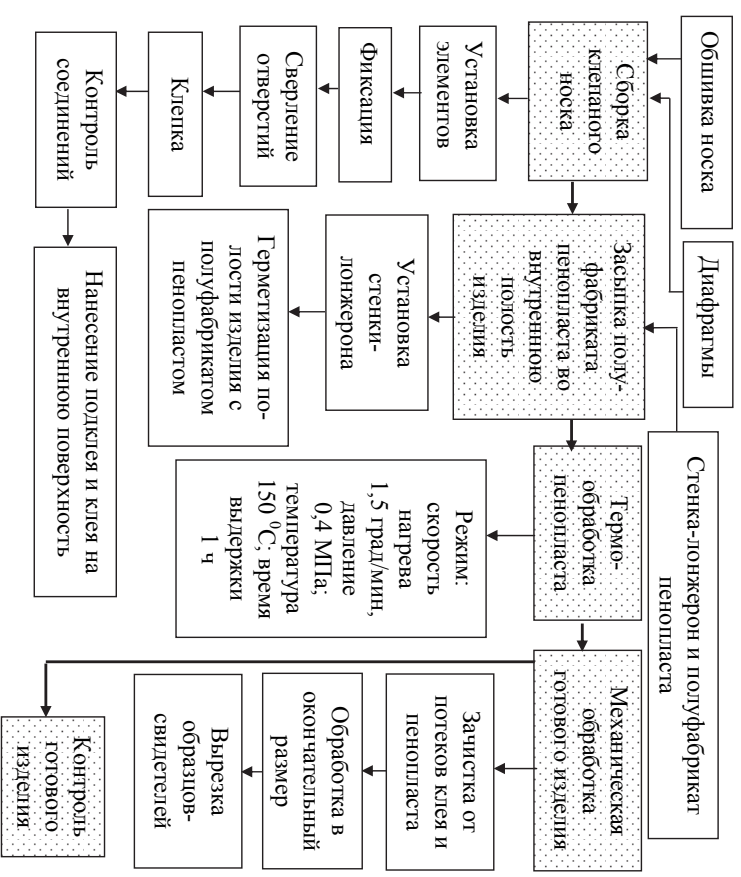 Обшивка носка
Диафрагмы
Стенка-лонжерон и полуфабрикат
пенопласта
Сборка
клепаного
носка
Засыпка полу-
фабриката
пенопласта во
внутреннюю
полость
изделия
Термо-
обработка
пенопласта
Механическая
обработка
готового изделия
Установка
элементов
Фиксация
Сверление
отверстий
Клепка
Контроль
соединений
Нанесение подклея и клея на
внутреннюю поверхность
Установка
стенки-
лонжерона
Герметизация по-
лости изделия с
полуфабрикатом
пенопластом
Режим:
скорость
нагрева
1,5 град/мин,
давление
0,4 МПа;
температура
150 ⁰С; время
выдержки
1 ч
Зачистка от
потеков клея и
пенопласта
Обработка в
окончательный
размер
Вырезка
образцов-
свидетелей
Контроль
готового
изделия